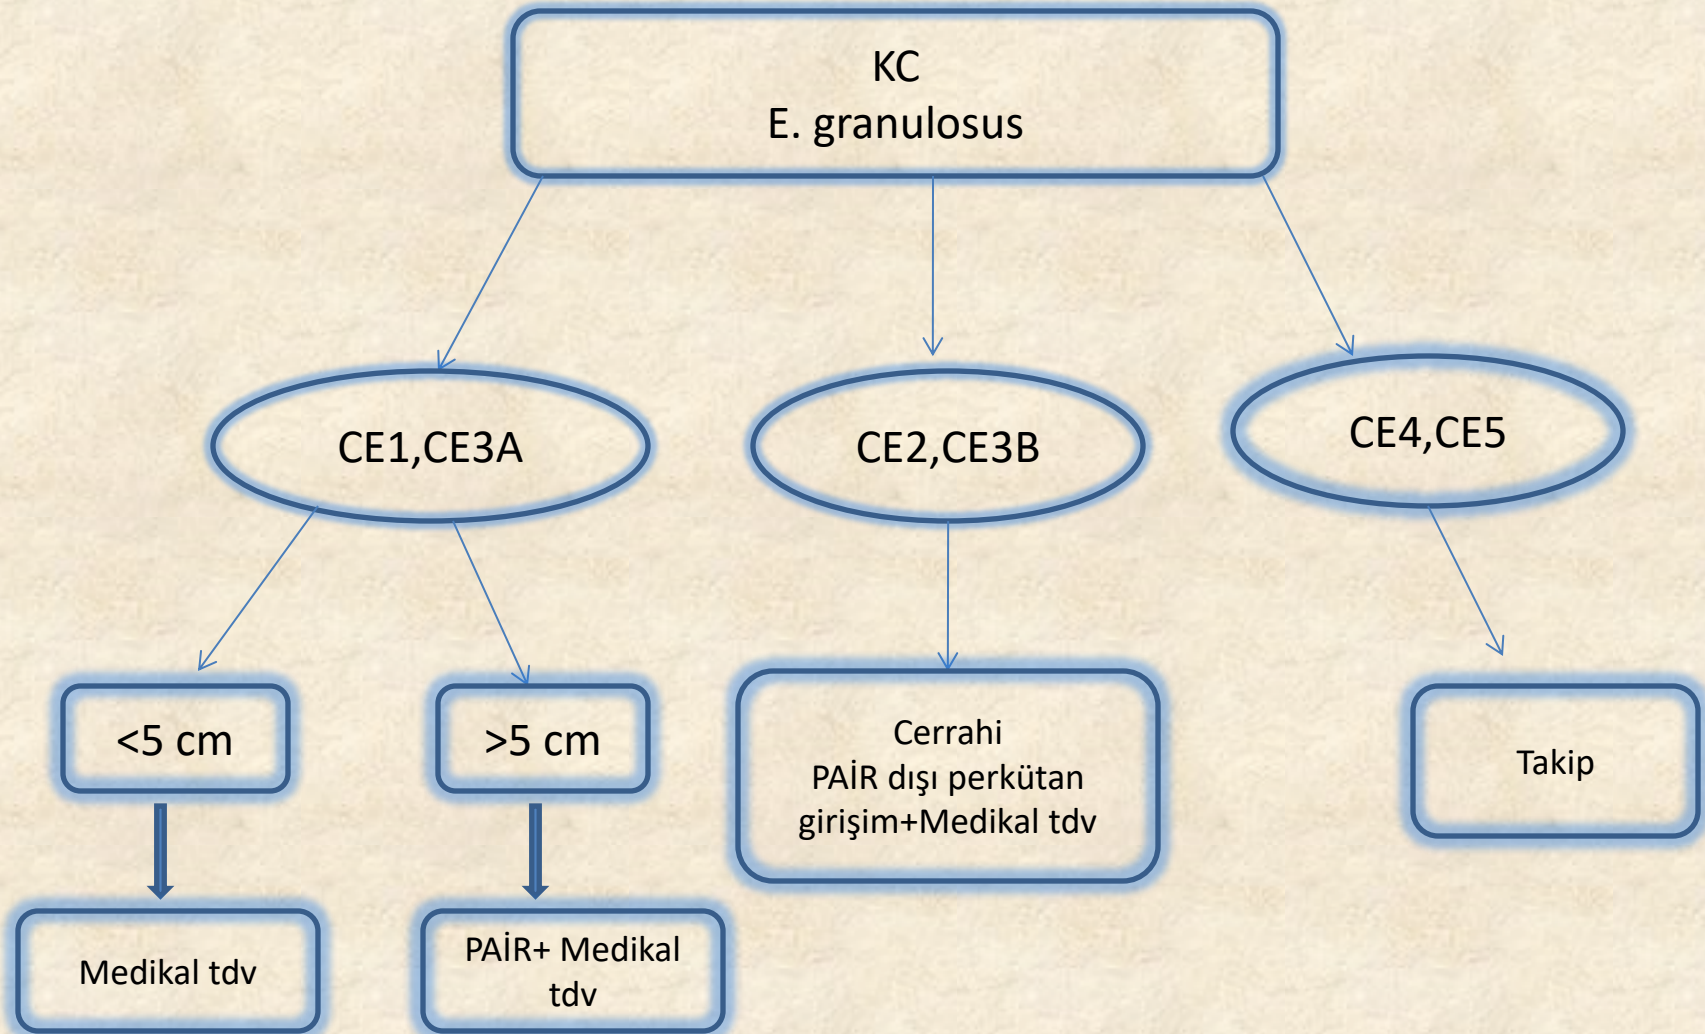 KC
E. granulosus
CE1,CE3A
CE2,CE3B
CE4,CE5
<5 cm
>5 cm
Cerrahi
PAİR dışı perkütan
girişim+Medikal tdv
Takip
Medikal tdv
PAİR+ Medikal
tdv